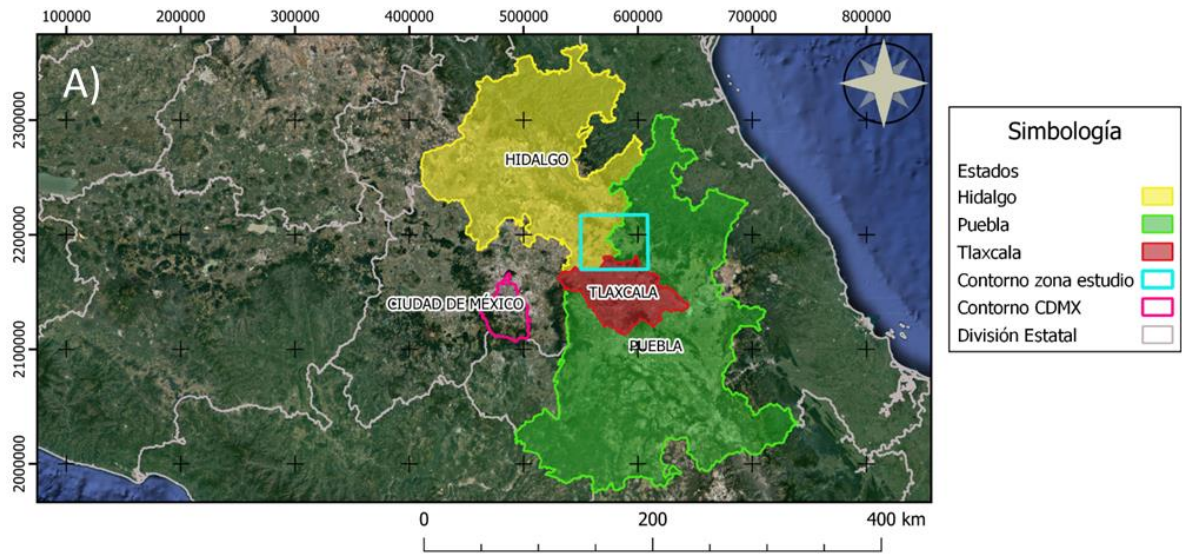 100000 200000 300000 400000 500000 600000 700000 800000
A)
2300000
2200000
2100000
2000000
HIDALGO
CIUDAD DE MÉXICO
TLAXCALA
PUEBLA
Simbología
Estados
Hidalgo
Puebla
Tlaxcala
Contorno zona estudio
Contorno CDMX
División Estatal
0 200 400 km